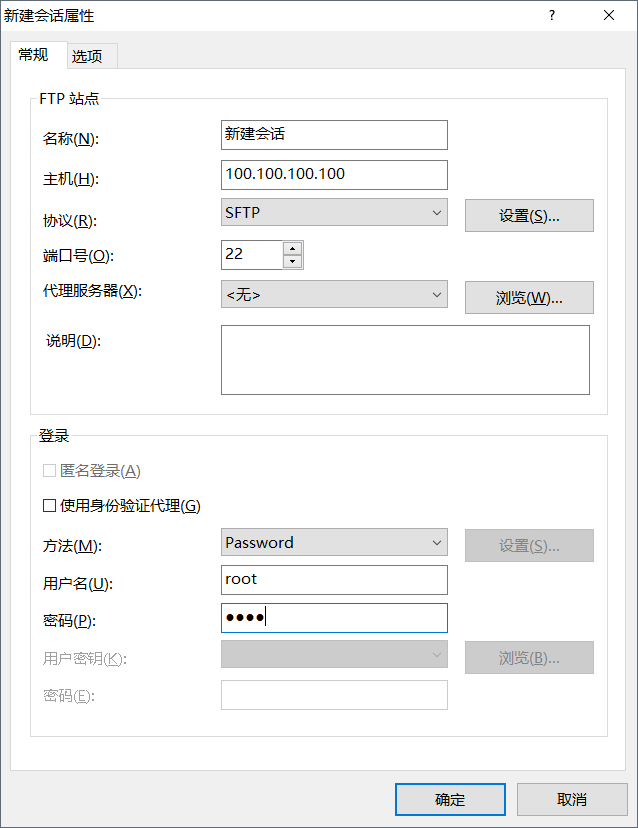 新建会话属性 ?
常规 选项
FTP 站点
名称(N): 新建会话
主机(H): 100.100.100.100
协议(R): SFTP 设置(S)...
端口号(O): 22
代理服务器(X): <无> 浏览(W)...
说明(D):
登录
匿名登录(A)
使用身份验证代理(G)
方法(M): Password 设置(S)...
用户名(U): root
密码(P): ●●●●
用户密钥(K): 浏览(B)...
密码(E):
确定 取消